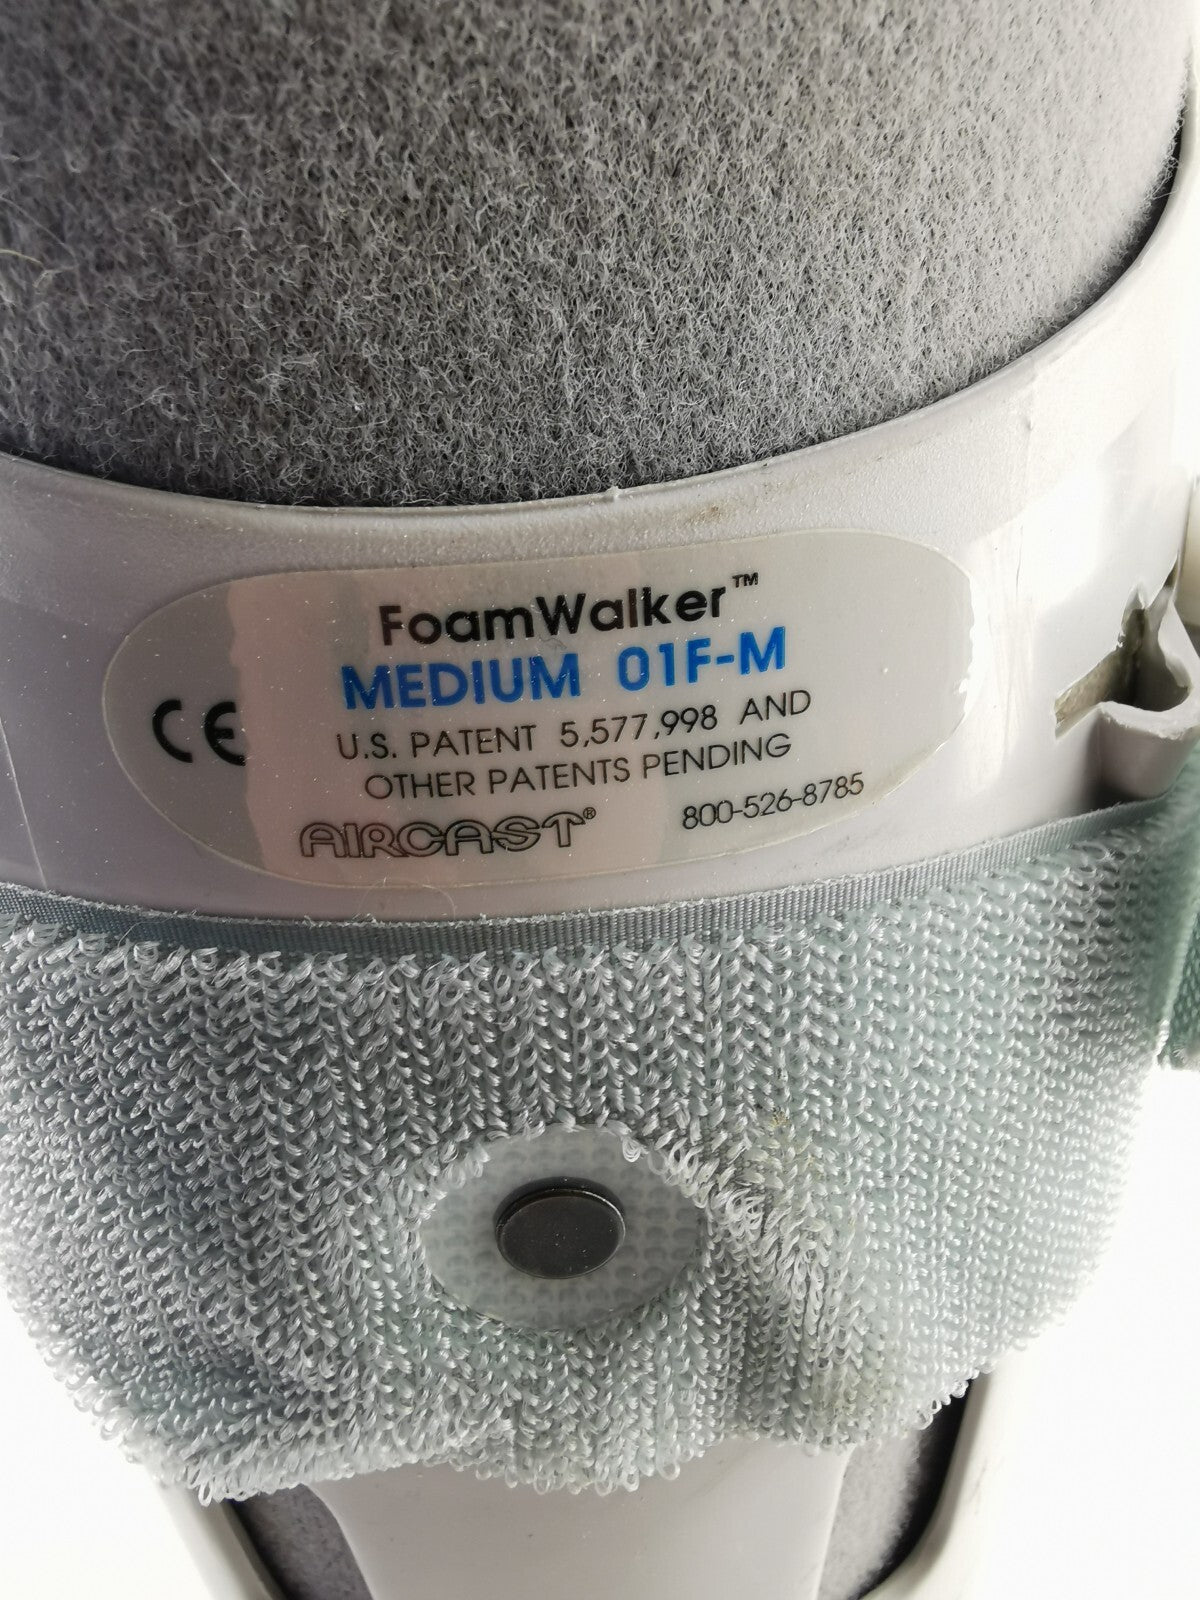 FoamWalker™
MEDIUM 01F-M
CE
U.S. PATENT 5,577,998 AND
OTHER PATENTS PENDING
AIRCAST® 800-526-8785